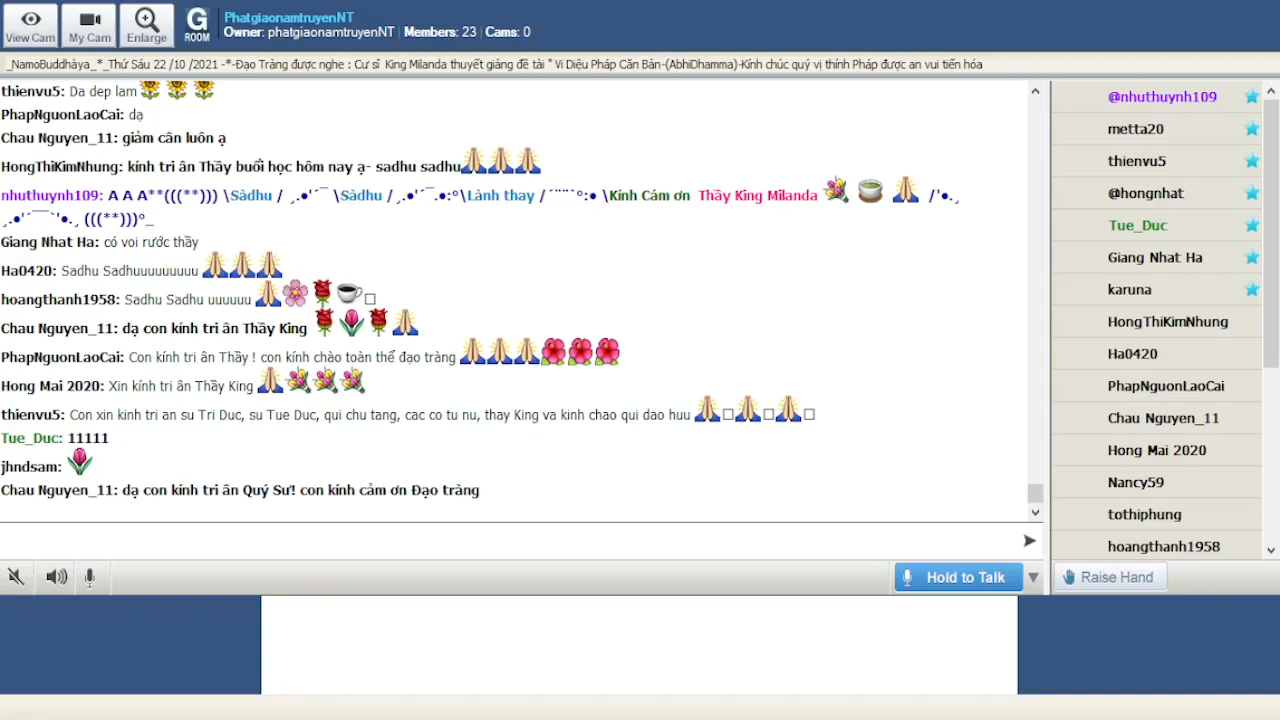 View Cam
My Cam
Enlarge
G ROOM
PhatgiaonamtruyenNT
Owner: phatgiaonamtruyenNT | Members: 23 | Cams: 0
_NamoBuddhàya_*_Thứ Sáu 22 /10 /2021 -*-Đạo Tràng được nghe : Cư sĩ King Milanda thuyết giảng đề tài " Vi Diệu Pháp Căn Bản-(AbhiDhamma)-Kính chúc quý vị thính Pháp được an vui tiến hóa
thienvu5: Da dep lam
PhapNguonLaoCai: dạ
Chau Nguyen_11: giảm cân luôn ạ
HongThiKimNhung: kính tri ân Thầy buổi học hôm nay ạ- sadhu sadhu
nhuthuynh109: A A A**(((**))) \Sàdhu / ¸.●'´¯ \Sàdhu /¸.●'´¯.●:°\Lành thay /´¨¨`°:● \Kính Cám ơn Thầy King Milanda /'●.¸
¸.●'´¯¯`'●.¸ (((**)))°_
Giang Nhat Ha: có voi rước thầy
Ha0420: Sadhu Sadhuuuuuuuuu
hoangthanh1958: Sadhu Sadhu uuuuuu
Chau Nguyen_11: dạ con kính tri ân Thầy King
PhapNguonLaoCai: Con kính tri ân Thầy ! con kính chào toàn thể đạo tràng
Hong Mai 2020: Xin kính tri ân Thầy King
thienvu5: Con xin kinh tri an su Tri Duc, su Tue Duc, qui chu tang, cac co tu nu, thay King va kinh chao qui dao huu
Tue_Duc: 11111
jhndsam:
Chau Nguyen_11: dạ con kính tri ân Quý Sư! con kính cảm ơn Đạo tràng
@nhuthuynh109
metta20
thienvu5
@hongnhat
Tue_Duc
Giang Nhat Ha
karuna
HongThiKimNhung
Ha0420
PhapNguonLaoCai
Chau Nguyen_11
Hong Mai 2020
Nancy59
tothiphung
hoangthanh1958
Hold to Talk
Raise Hand